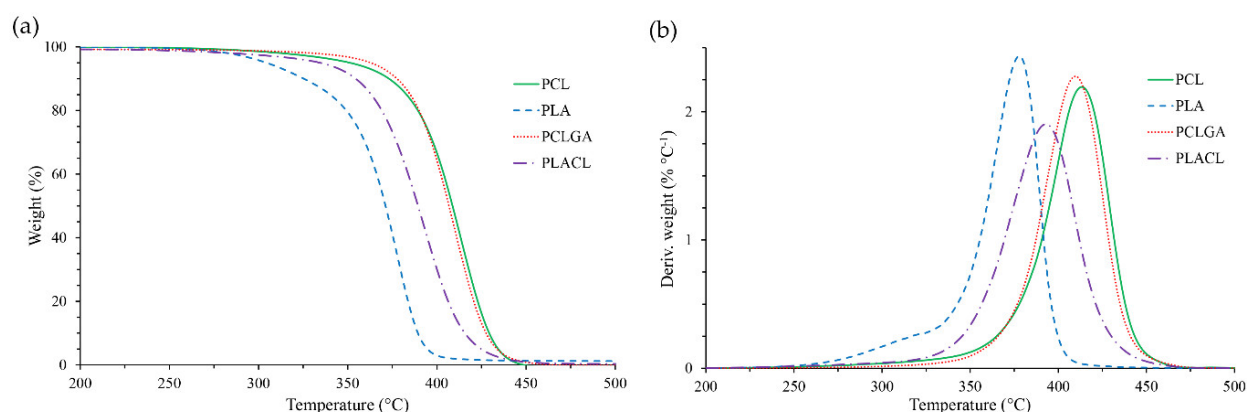 (a)
100
80
60
40
20
0
Weight (%)
200 250 300 350 400 450 500
Temperature (°C)
PCL
PLA
PCLGA
PLACL
(b)
2
1
0
Deriv. weight (% °C⁻¹)
200 250 300 350 400 450 500
Temperature (°C)
PCL
PLA
PCLGA
PLACL